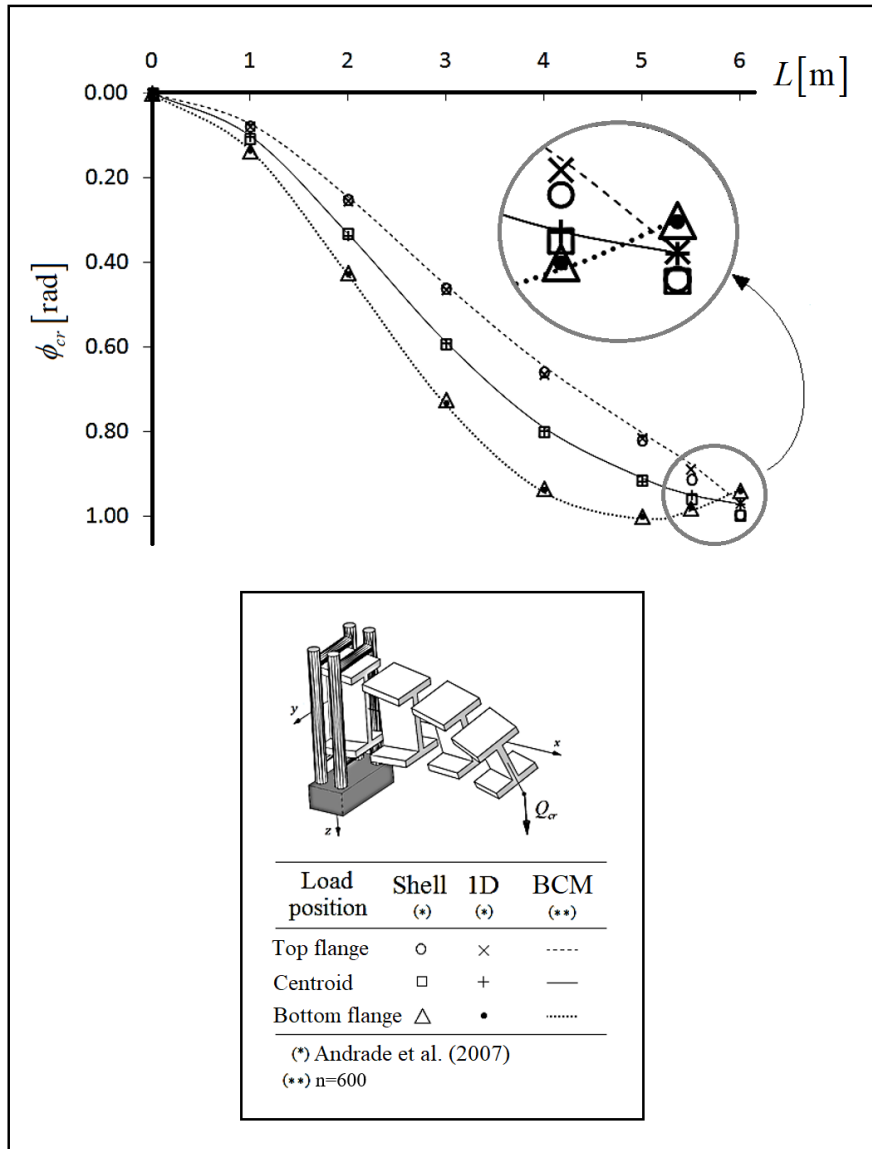 0 1 2 3 4 5 6
L[m]
0.00
0.20
0.40
0.60
0.80
1.00
ϕcr [rad]
y
x
z
Qcr
Load position Shell (*) 1D (*) BCM (**)
Top flange
Centroid
Bottom flange
(*) Andrade et al. (2007)
(**) n=600